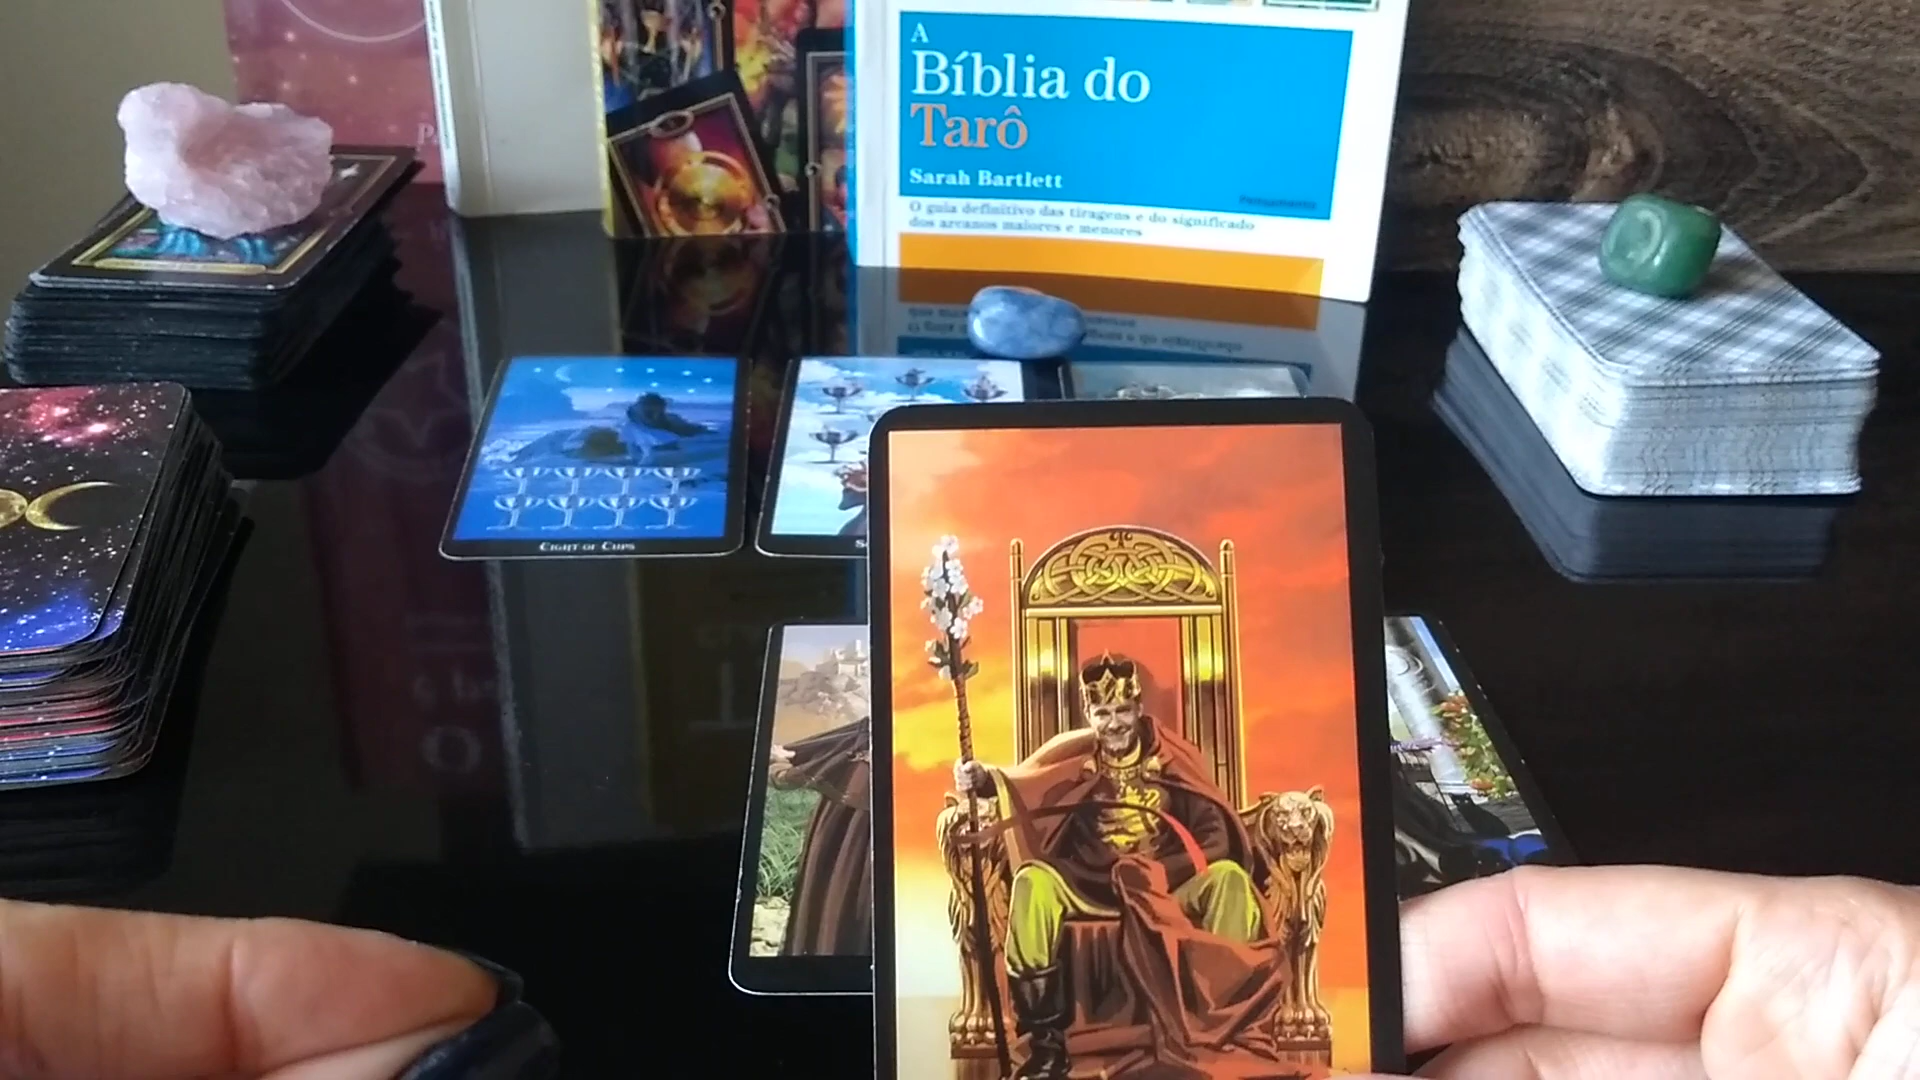 A
Bíblia do
Tarô
Sarah Bartlett
Pensamento
O guia definitivo das tiragens e do significado
dos arcanos maiores e menores
Eight of Cups